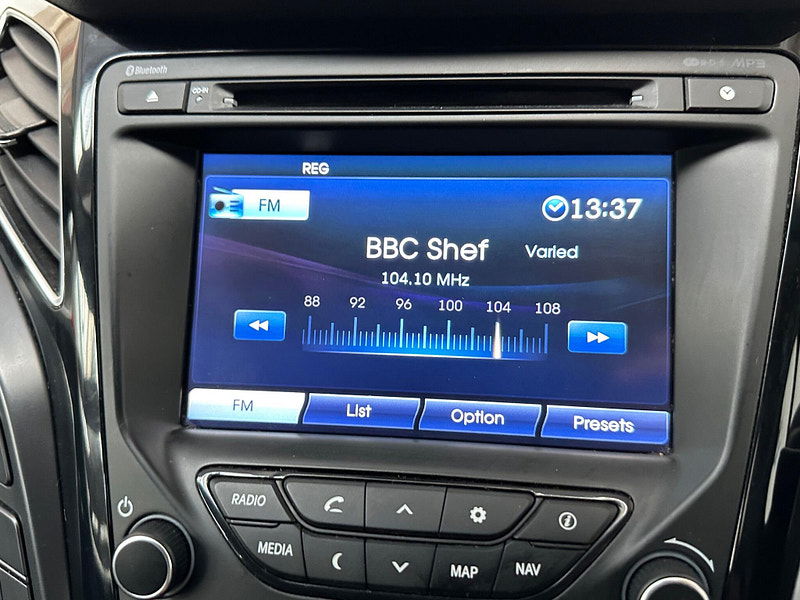 Bluetooth
MP3
CD-IN
REG
FM
13:37
BBC Shef Varied
104.10 MHz
88 92 96 100 104 108
FM List Option Presets
RADIO
MEDIA
MAP
NAV